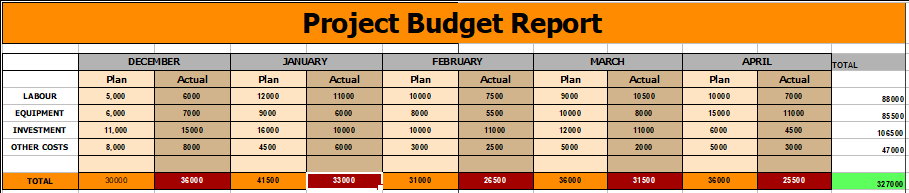 Project Budget Report
DECEMBER JANUARY FEBRUARY MARCH APRIL TOTAL
Plan Actual Plan Actual Plan Actual Plan Actual Plan Actual
LABOUR 5,000 6000 12000 11000 10000 7500 9000 10500 10000 7000 88000
EQUIPMENT 6,000 7000 9000 6000 8000 5500 10000 8000 15000 11000 85500
INVESTMENT 11,000 15000 16000 10000 10000 11000 12000 11000 6000 4500 106500
OTHER COSTS 8,000 8000 4500 6000 3000 2500 5000 2000 5000 3000 47000
TOTAL 30000 36000 41500 33000 31000 26500 36000 31500 36000 25500 327000